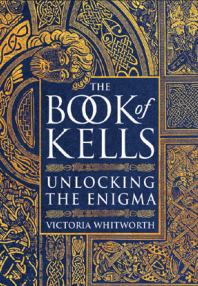 THE
BOOK of
KELLS
UNLOCKING
THE ENIGMA
VICTORIA WHITWORTH